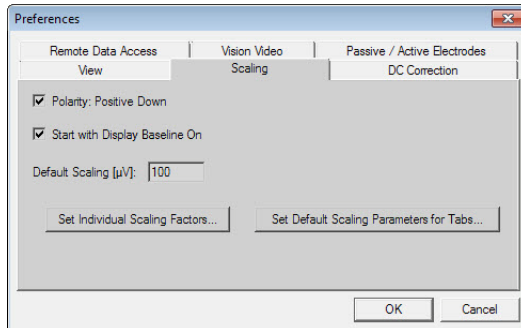 Preferences
Remote Data Access Vision Video Passive / Active Electrodes
View Scaling DC Correction
Polarity: Positive Down
Start with Display Baseline On
Default Scaling [µV]: 100
Set Individual Scaling Factors... Set Default Scaling Parameters for Tabs...
OK Cancel